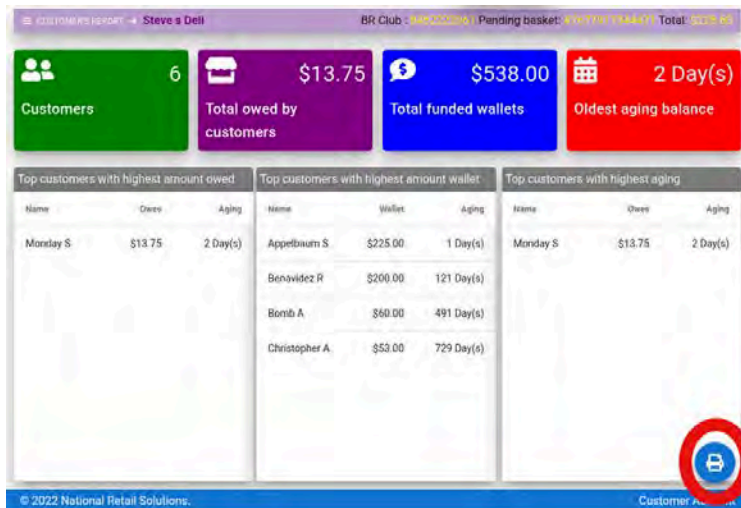 CUSTOMERS REPORT → Steve s Deli BR Club : Pending basket: Total:
6
Customers
$13.75
Total owed by
customers
$538.00
Total funded wallets
2 Day(s)
Oldest aging balance
Top customers with highest amount owed
Name Owes Aging
Monday S $13.75 2 Day(s)
Top customers with highest amount wallet
Name Wallet Aging
Appelbaum S $225.00 1 Day(s)
Benavidez R $200.00 121 Day(s)
Bomb A $60.00 491 Day(s)
Christopher A $53.00 729 Day(s)
Top customers with highest aging
Name Owes Aging
Monday S $13.75 2 Day(s)
© 2022 National Retail Solutions. Customer